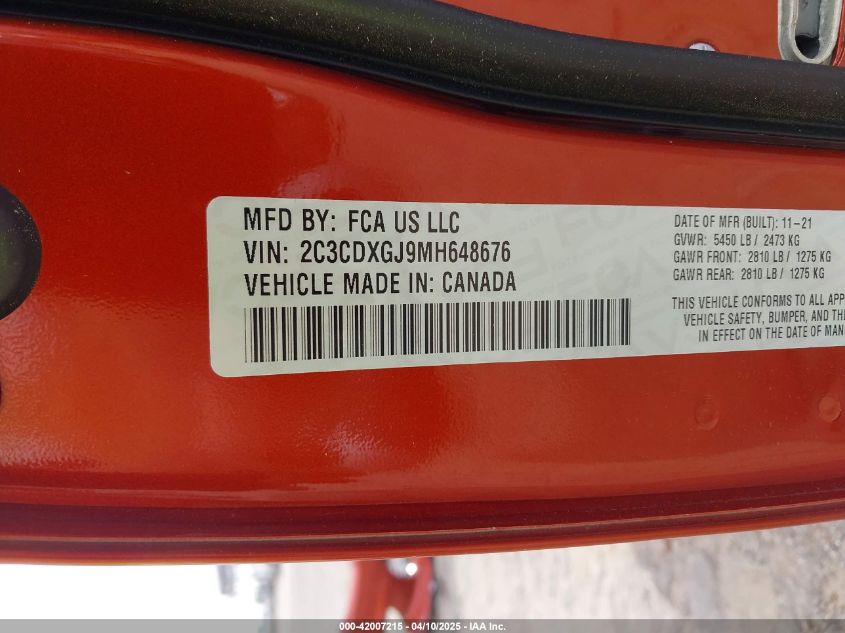 MFD BY: FCA US LLC
VIN: 2C3CDXGJ9MH648676
VEHICLE MADE IN: CANADA
DATE OF MFR (BUILT): 11-21
GVWR: 5450 LB / 2473 KG
GAWR FRONT: 2810 LB / 1275 KG
GAWR REAR: 2810 LB / 1275 KG
THIS VEHICLE CONFORMS TO ALL APP
VEHICLE SAFETY, BUMPER, AND THE
IN EFFECT ON THE DATE OF MAN
000-42007215 - 04/10/2025 - © IAA Inc.